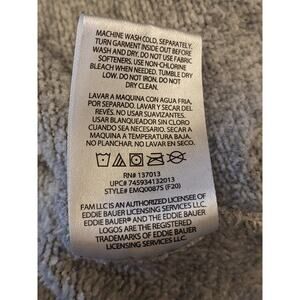 MACHINE WASH COLD, SEPARATELY.
TURN GARMENT INSIDE OUT BEFORE
WASH AND DRY. DO NOT USE FABRIC
SOFTENERS. USE NON-CHLORINE
BLEACH WHEN NEEDED. TUMBLE DRY
LOW. DO NOT IRON. DO NOT
DRY CLEAN.
LAVAR A MAQUINA CON AGUA FRIA,
POR SEPARADO. LAVAR Y SECAR DEL
REVÉS. NO USAR SUAVIZANTES.
USAR BLANQUEADOR SIN CLORO
CUANDO SEA NECESARIO. SECAR A
MAQUINA A TEMPERATURA BAJA.
NO PLANCHAR. NO LAVAR EN SECO.
RN# 137013
UPC# 745934132013
STYLE# EMQ0087S (F20)
FAM LLC IS AN AUTHORIZED LICENSEE OF
EDDIE BAUER LICENSING SERVICES LLC.
EDDIE BAUER® AND THE EDDIE BAUER
LOGOS ARE THE REGISTERED
TRADEMARKS OF EDDIE BAUER
LICENSING SERVICES LLC.